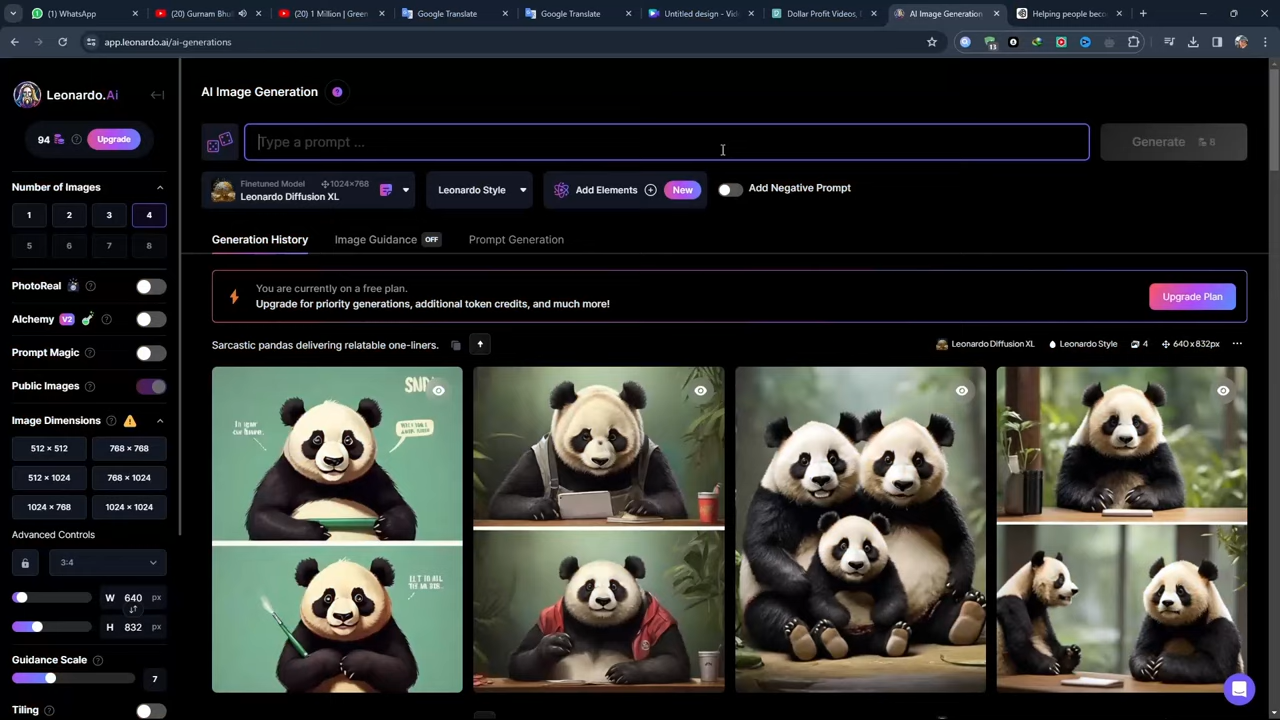 (1) WhatsApp
(20) Gurnam Bhu
(20) 1 Million | Green
Google Translate
Google Translate
Untitled design - Vide
Dollar Profit Videos, I
AI Image Generation
Helping people beco
app.leonardo.ai/ai-generations
11
Leonardo.Ai
94
Upgrade
Number of Images
1
2
3
4
5
6
7
8
PhotoReal
Alchemy V2
Prompt Magic
Public Images
Image Dimensions
512 × 512
768 × 768
512 × 1024
768 × 1024
1024 × 768
1024 × 1024
Advanced Controls
3:4
W 640 px
H 832 px
Guidance Scale
7
Tiling
AI Image Generation
Type a prompt ...
Generate 8
Finetuned Model 1024×768
Leonardo Diffusion XL
Leonardo Style
Add Elements
New
Add Negative Prompt
Generation History
Image Guidance OFF
Prompt Generation
You are currently on a free plan.
Upgrade for priority generations, additional token credits, and much more!
Upgrade Plan
Sarcastic pandas delivering relatable one-liners.
Leonardo Diffusion XL
Leonardo Style
4
640 x 832px